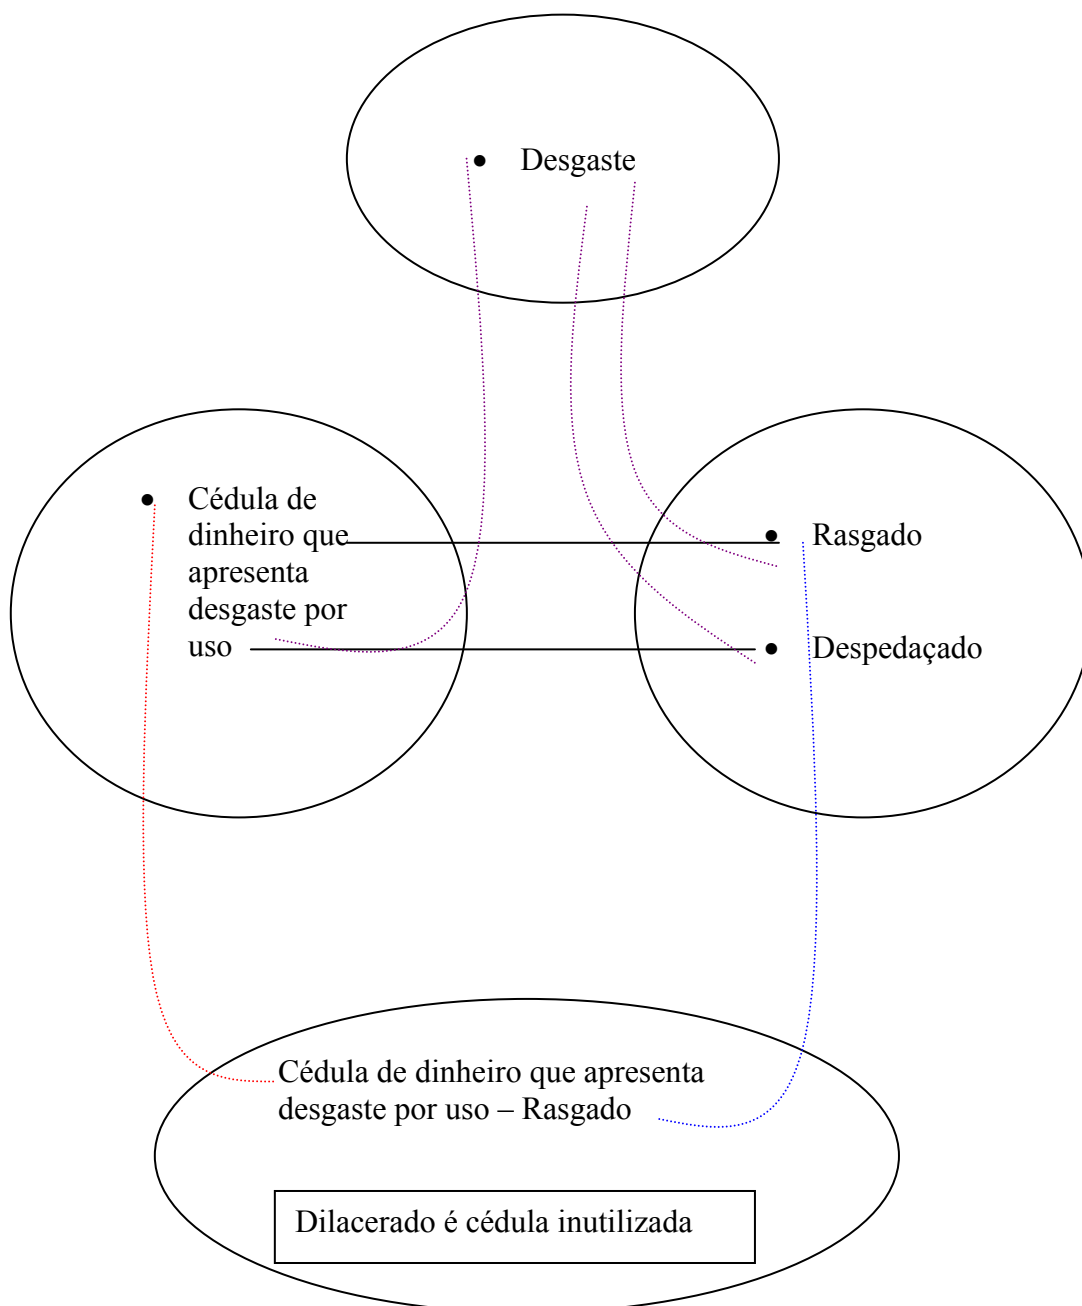 • Desgaste
• Cédula de
dinheiro que
apresenta
desgaste por
uso
• Rasgado
• Despedaçado
Cédula de dinheiro que apresenta
desgaste por uso – Rasgado
Dilacerado é cédula inutilizada